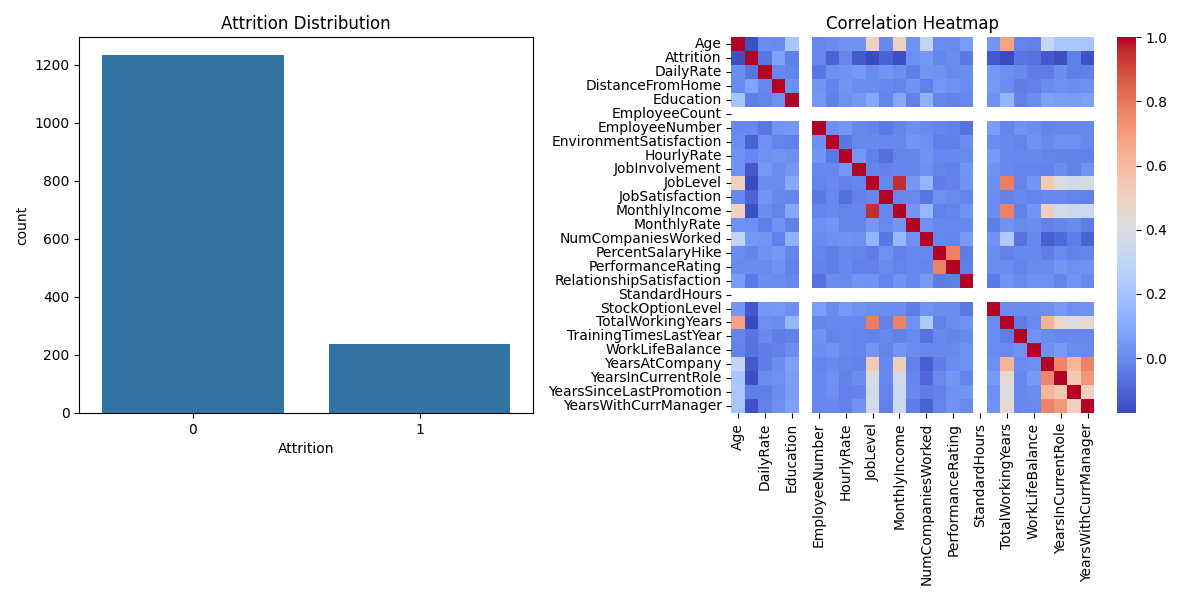 Attrition Distribution
1200
1000
800
600
400
200
0
count
0
1
Attrition
Correlation Heatmap
Age
Attrition
DailyRate
DistanceFromHome
Education
EmployeeCount
EmployeeNumber
EnvironmentSatisfaction
HourlyRate
JobInvolvement
JobLevel
JobSatisfaction
MonthlyIncome
MonthlyRate
NumCompaniesWorked
PercentSalaryHike
PerformanceRating
RelationshipSatisfaction
StandardHours
StockOptionLevel
TotalWorkingYears
TrainingTimesLastYear
WorkLifeBalance
YearsAtCompany
YearsInCurrentRole
YearsSinceLastPromotion
YearsWithCurrManager
Age
DailyRate
Education
EmployeeNumber
HourlyRate
JobLevel
MonthlyIncome
NumCompaniesWorked
PerformanceRating
StandardHours
TotalWorkingYears
WorkLifeBalance
YearsInCurrentRole
YearsWithCurrManager
1.0
0.8
0.6
0.4
0.2
0.0